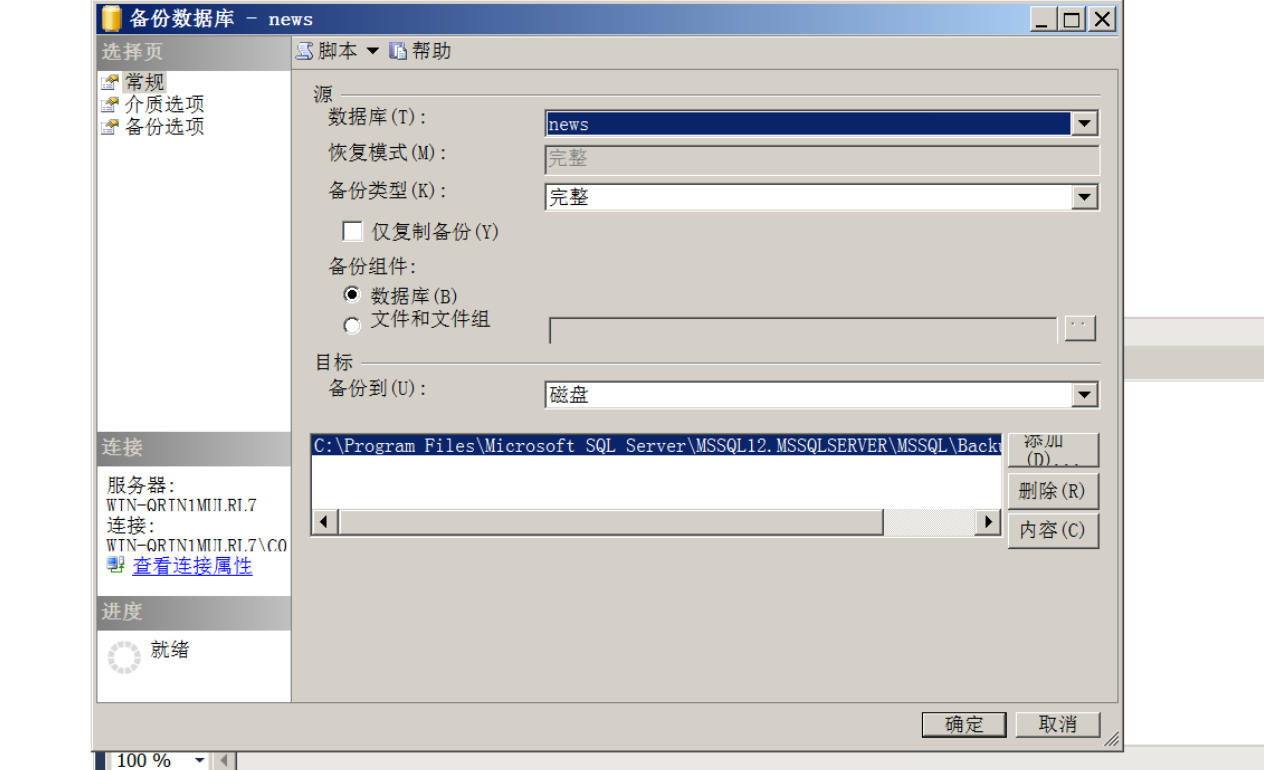 备份数据库 - news
选择页
脚本 帮助
常规
介质选项
备份选项
源
数据库(T):
news
恢复模式(M):
完整
备份类型(K):
完整
仅复制备份(Y)
备份组件:
数据库(B)
文件和文件组
目标
备份到(U):
磁盘
C:\Program Files\Microsoft SQL Server\MSSQL12.MSSQLSERVER\MSSQL\Backu
添加
(D)...
删除(R)
内容(C)
连接
服务器:
WIN-QRTN1MULRL7
连接:
WIN-QRTN1MULRL7\CO
查看连接属性
进度
就绪
确定 取消
100 %